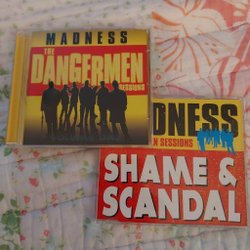 MADNESS
THE
DANGERMEN
SESSIONS
DNESS
N SESSIONS
SHAME &
SCANDAL